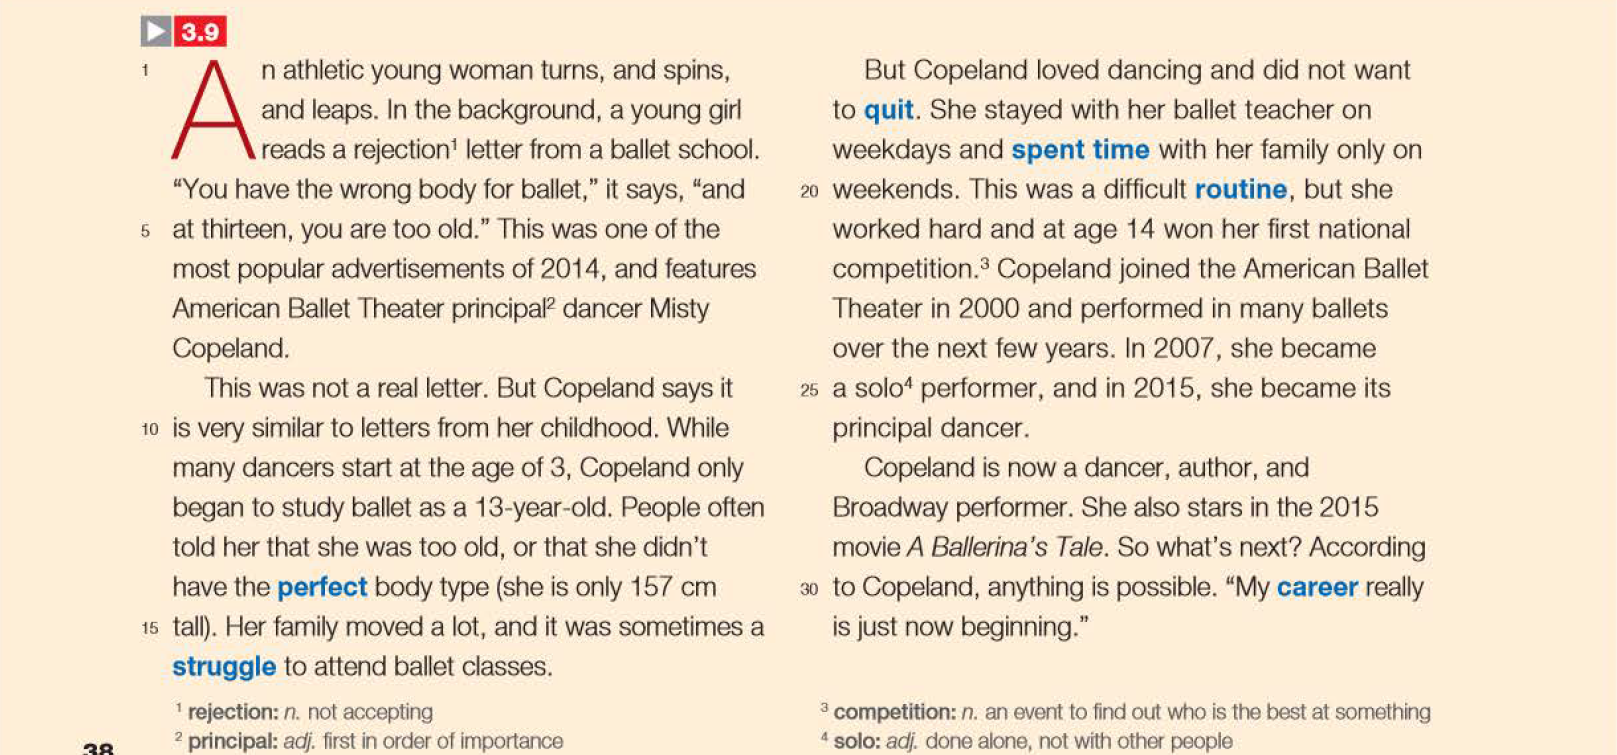 3.9
1 An athletic young woman turns, and spins,
and leaps. In the background, a young girl
reads a rejection¹ letter from a ballet school.
“You have the wrong body for ballet,” it says, “and
5 at thirteen, you are too old.” This was one of the
most popular advertisements of 2014, and features
American Ballet Theater principal² dancer Misty
Copeland.
This was not a real letter. But Copeland says it
10 is very similar to letters from her childhood. While
many dancers start at the age of 3, Copeland only
began to study ballet as a 13-year-old. People often
told her that she was too old, or that she didn’t
have the perfect body type (she is only 157 cm
15 tall). Her family moved a lot, and it was sometimes a
struggle to attend ballet classes.
¹ rejection: n. not accepting
² principal: adj. first in order of importance
38
But Copeland loved dancing and did not want
to quit. She stayed with her ballet teacher on
weekdays and spent time with her family only on
20 weekends. This was a difficult routine, but she
worked hard and at age 14 won her first national
competition.³ Copeland joined the American Ballet
Theater in 2000 and performed in many ballets
over the next few years. In 2007, she became
25 a solo⁴ performer, and in 2015, she became its
principal dancer.
Copeland is now a dancer, author, and
Broadway performer. She also stars in the 2015
movie A Ballerina’s Tale. So what’s next? According
30 to Copeland, anything is possible. “My career really
is just now beginning.”
³ competition: n. an event to find out who is the best at something
⁴ solo: adj. done alone, not with other people